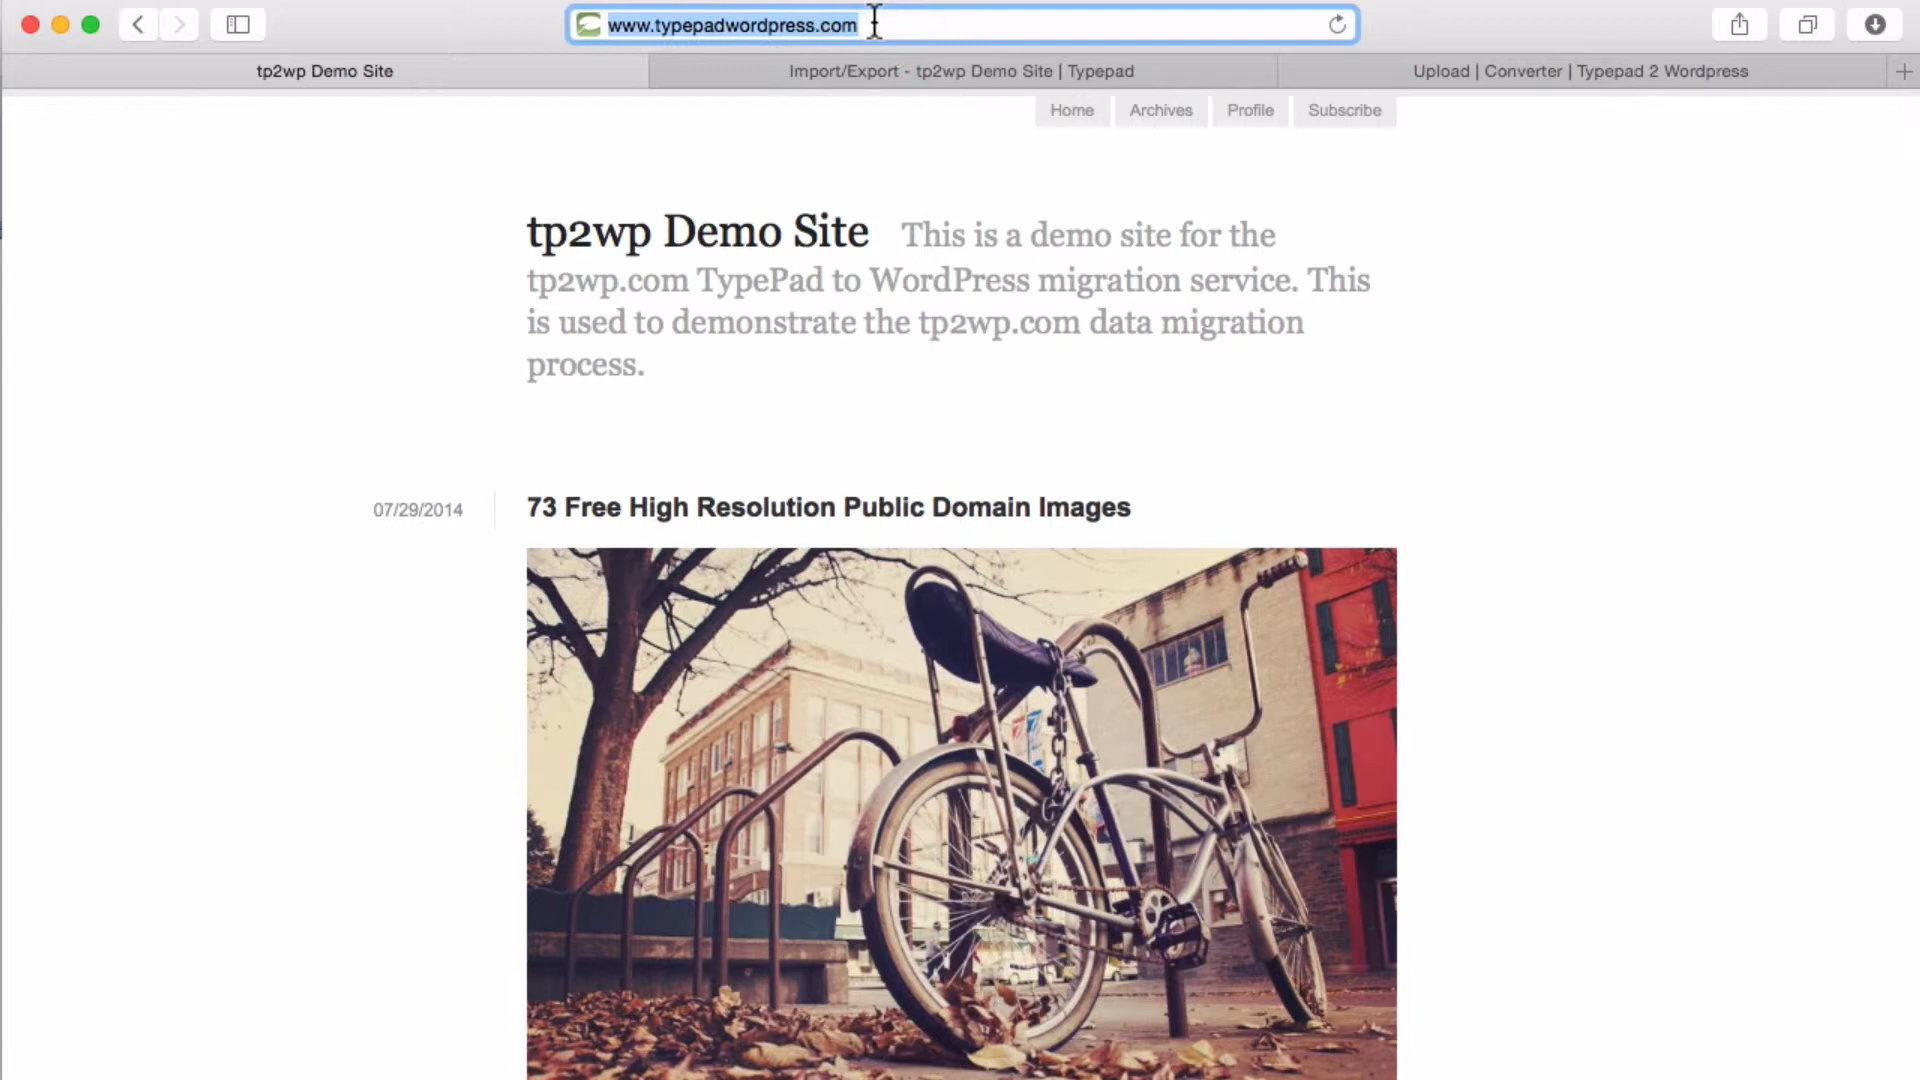 www.typepadwordpress.com
tp2wp Demo Site
Import/Export - tp2wp Demo Site | Typepad
Upload | Converter | Typepad 2 Wordpress
Home
Archives
Profile
Subscribe
tp2wp Demo Site This is a demo site for the
tp2wp.com TypePad to WordPress migration service. This
is used to demonstrate the tp2wp.com data migration
process.
07/29/2014
73 Free High Resolution Public Domain Images